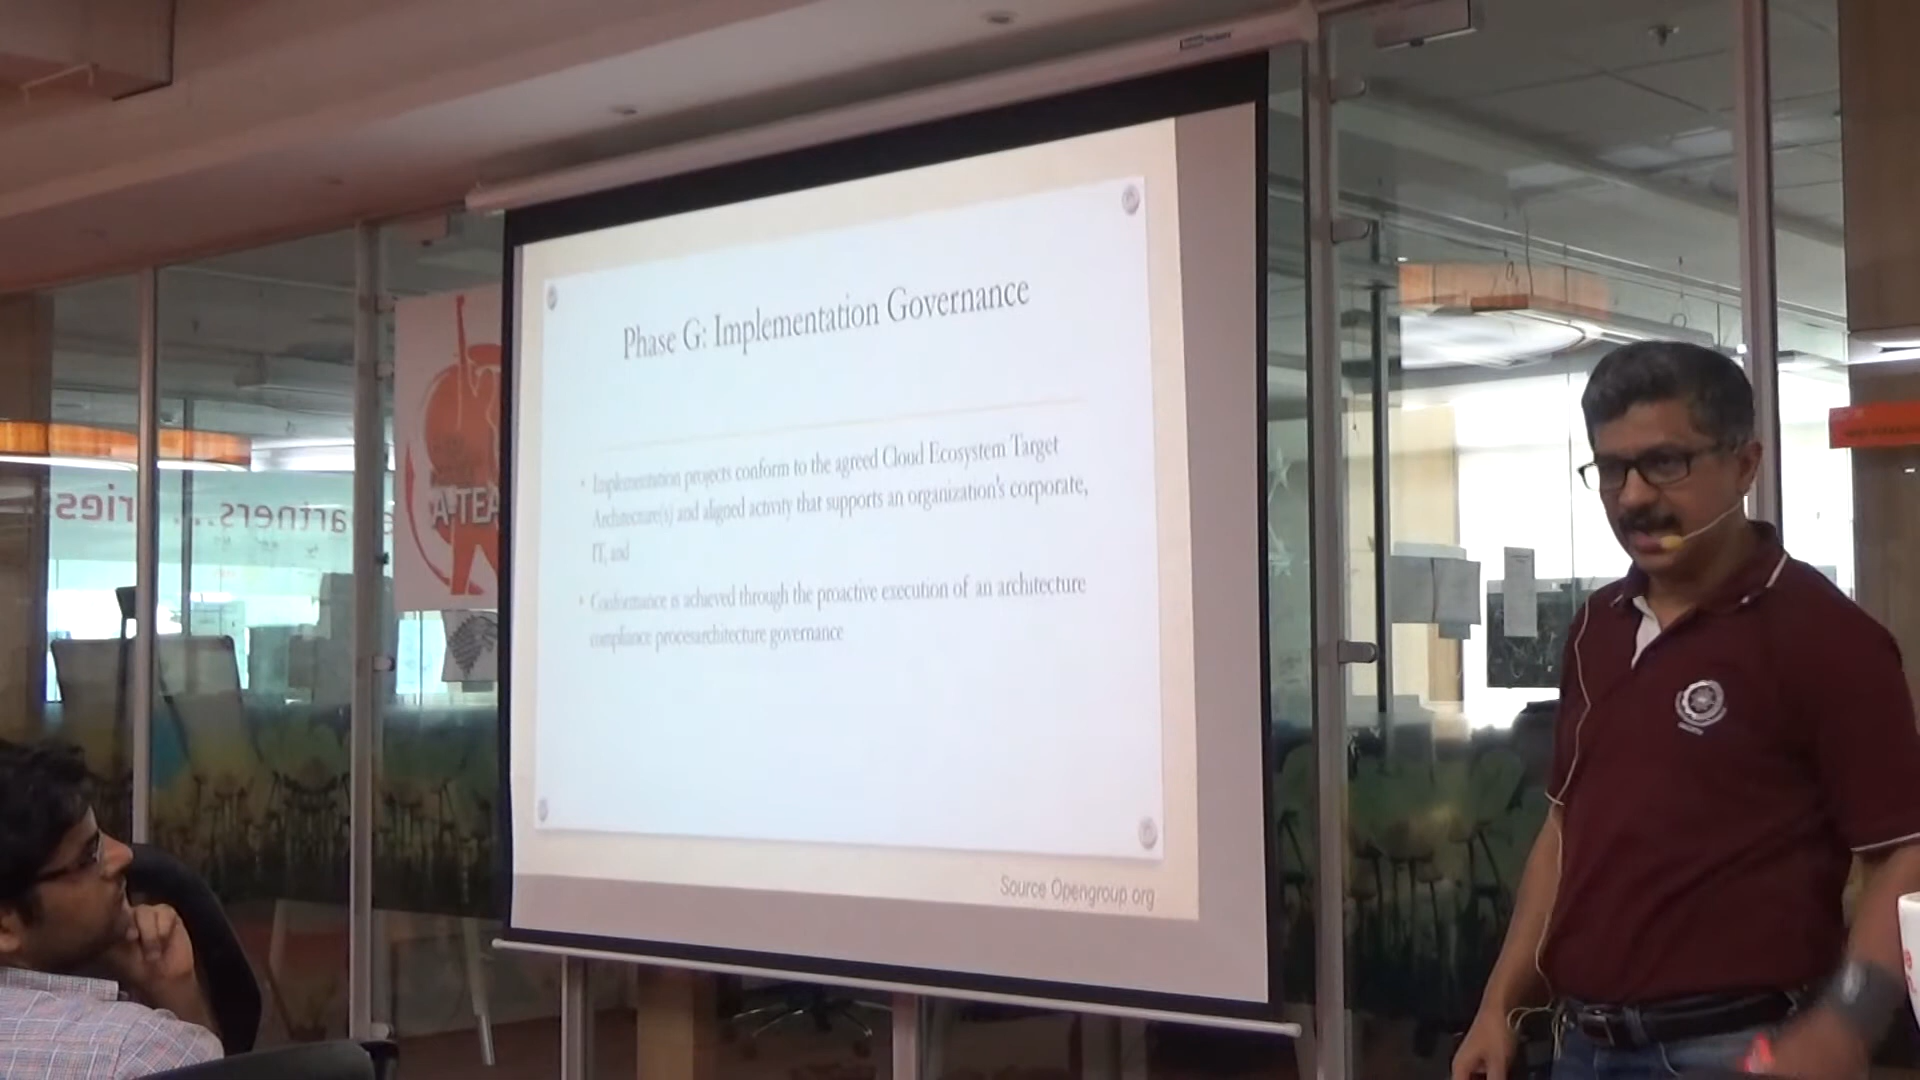 Phase G: Implementation Governance
Implementation projects conform to the agreed Cloud Ecosystem Target
Architecture(s) and aligned activity that supports an organization's corporate,
IT, and
Conformance is achieved through the proactive execution of an architecture
compliance procesarchitecture governance
Source Opengroup.org
A-TEA
artners...
ries